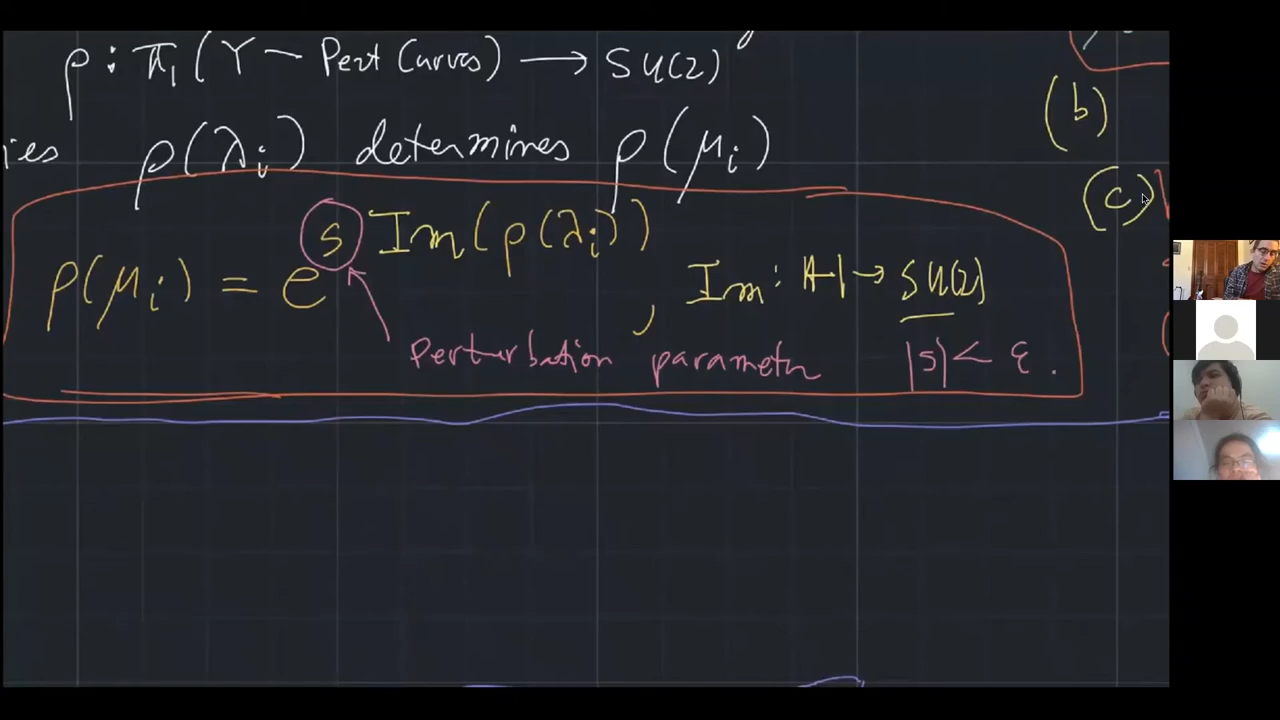 ρ : π₁(Y − Pert Curves) ⟶ SU(2)
ies ρ(λᵢ) determines ρ(μᵢ)
(b)
(c)
ρ(μᵢ) = e^{s Im(ρ(λᵢ))} , Im : ℍ → su(2)
Perturbation parameter |s| < ε .